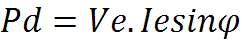 Pd = Ve.Iesinφ